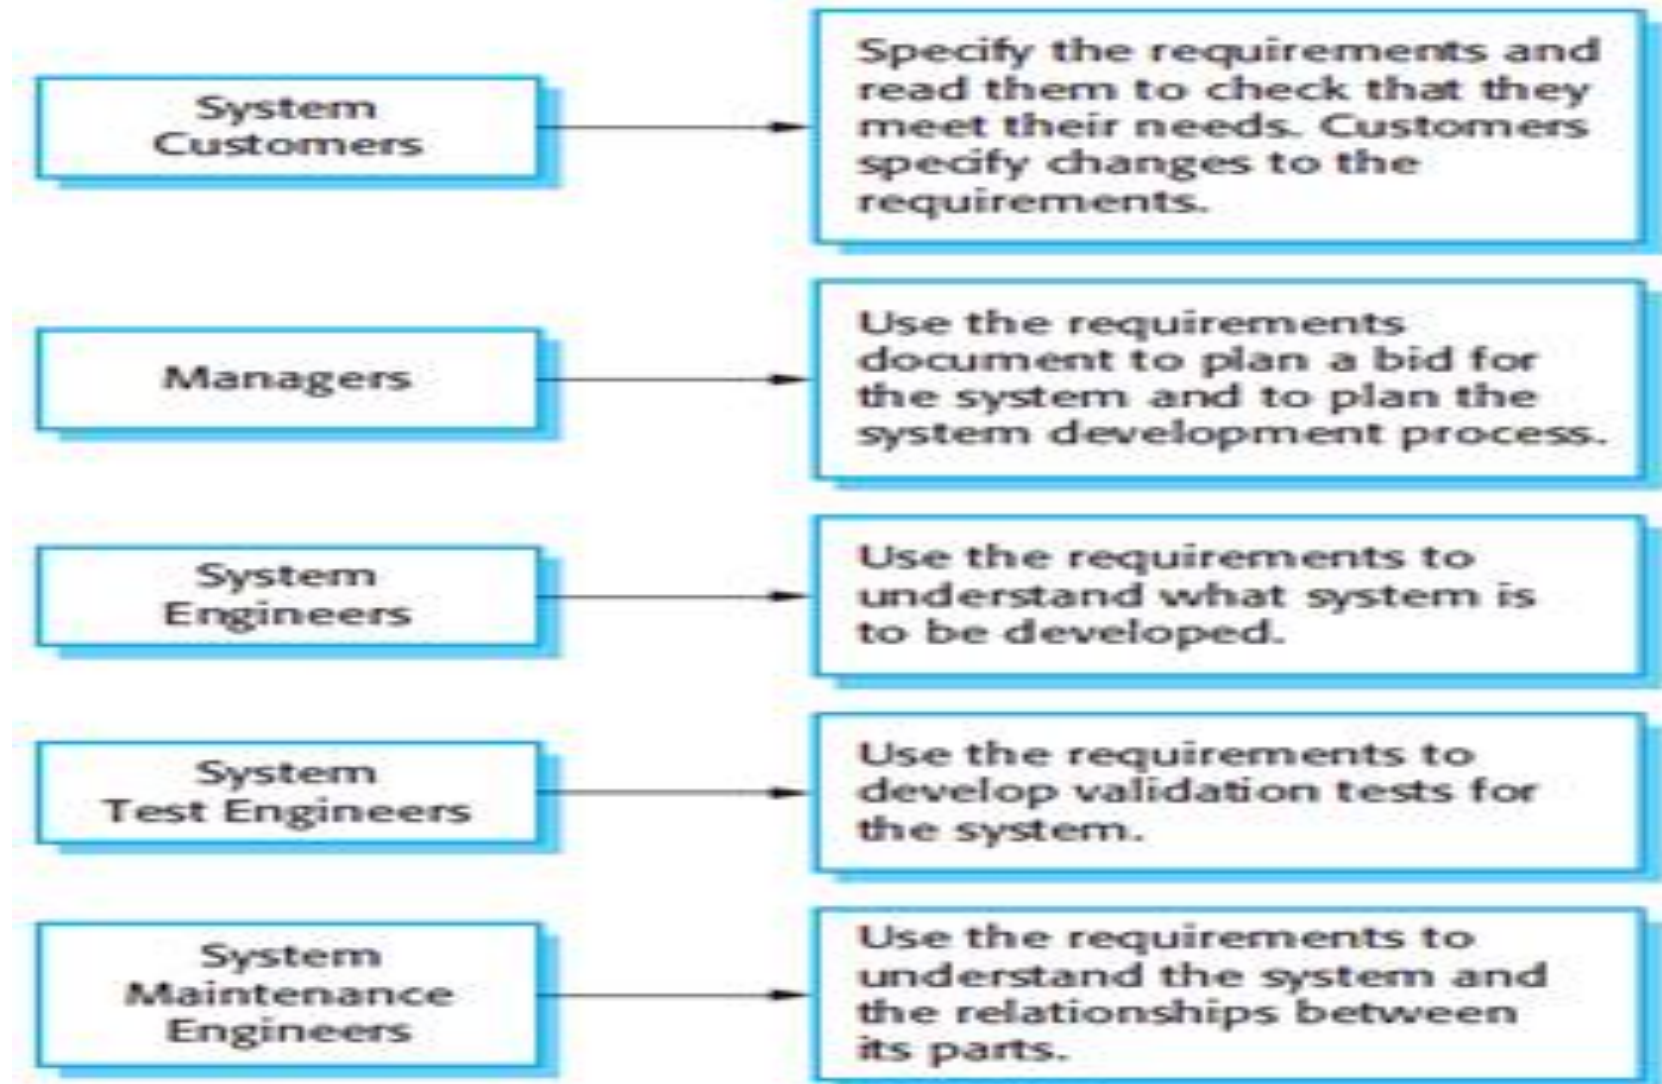 System
Customers
Specify the requirements and
read them to check that they
meet their needs. Customers
specify changes to the
requirements.
Managers
Use the requirements
document to plan a bid for
the system and to plan the
system development process.
System
Engineers
Use the requirements to
understand what system is
to be developed.
System
Test Engineers
Use the requirements to
develop validation tests for
the system.
System
Maintenance
Engineers
Use the requirements to
understand the system and
the relationships between
its parts.